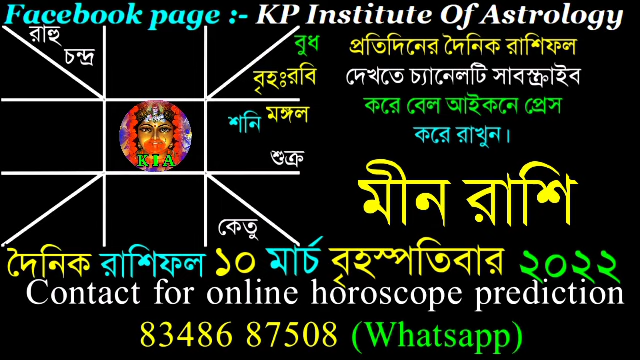 Facebook page :- KP Institute Of Astrology
রাহু
চন্দ্র
বুধ
বৃহঃরবি
শনি মঙ্গল
শুক্র
কেতু
KIA
প্রতিদিনের দৈনিক রাশিফল
দেখতে চ্যানেলটি সাবস্ক্রাইব
করে বেল আইকনে প্রেস
করে রাখুন।
মীন রাশি
দৈনিক রাশিফল ১০ মার্চ বৃহস্পতিবার ২০২২
Contact for online horoscope prediction
83486 87508 (Whatsapp)